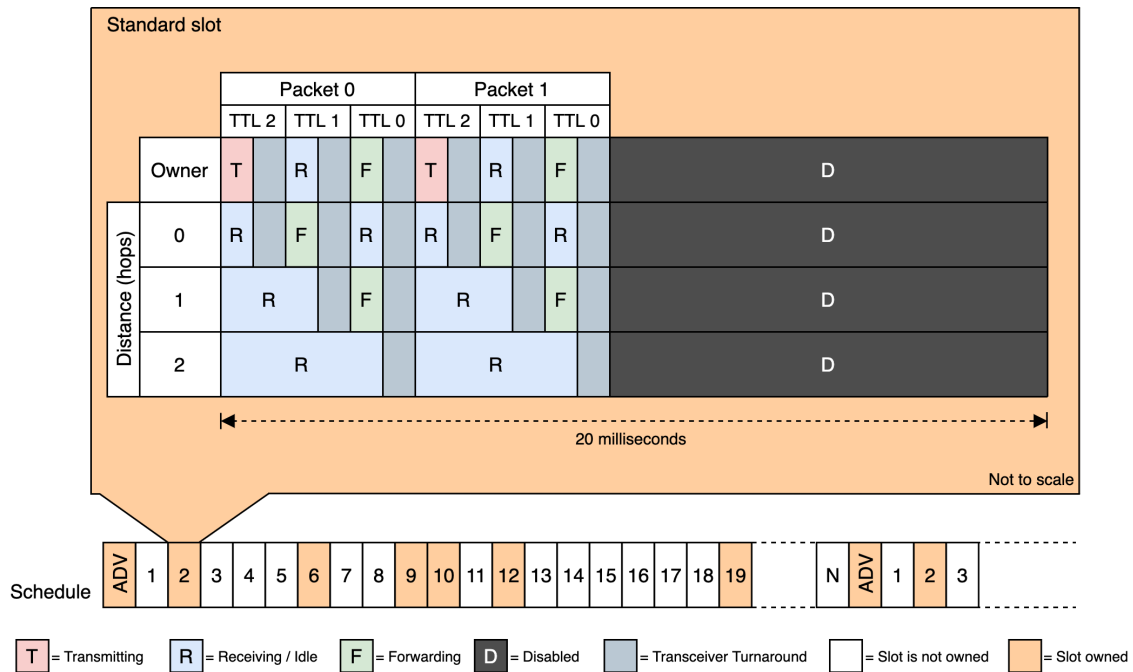 Standard slot
Packet 0 Packet 1
TTL 2 TTL 1 TTL 0 TTL 2 TTL 1 TTL 0
Owner T R F T R F D
Distance (hops)
0 R F R R F R D
1 R F R F D
2 R R D
20 milliseconds
Not to scale
Schedule ADV 1 2 3 4 5 6 7 8 9 10 11 12 13 14 15 16 17 18 19 N ADV 1 2 3
T = Transmitting R = Receiving / Idle F = Forwarding D = Disabled = Transceiver Turnaround = Slot is not owned = Slot owned